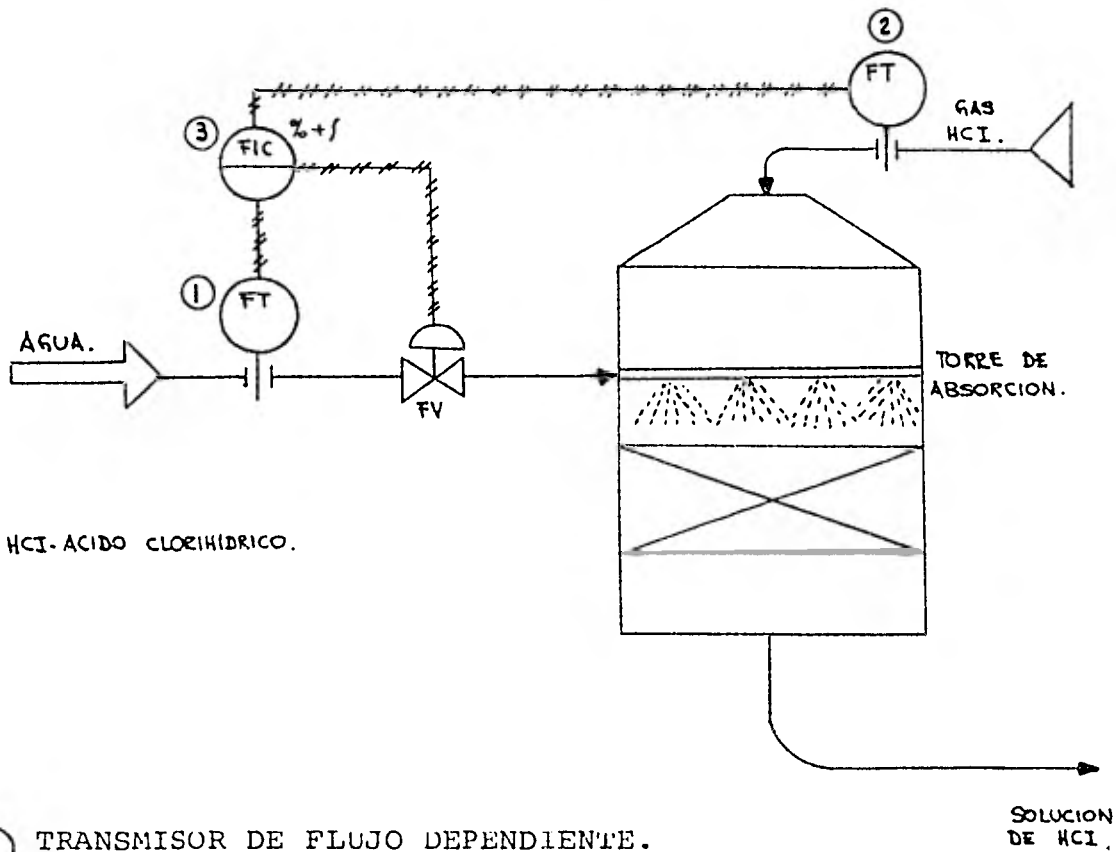 2
FT
GAS
HCI.
3
FIC
% + ∫
1
FT
AGUA.
FV
TORRE DE
ABSORCION.
HCI-ACIDO CLORIHIDRICO.
TRANSMISOR DE FLUJO DEPENDIENTE.
SOLUCION
DE HCI.